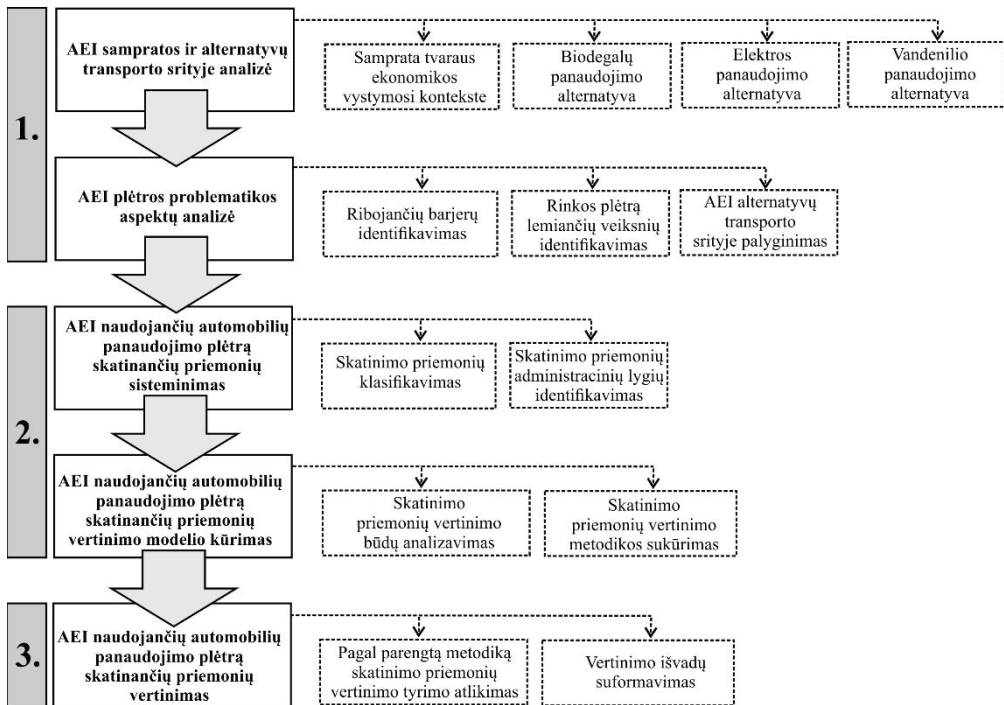 1.
AEI sampratos ir alternatyvų
transporto srityje analizė
Samprata tvaraus
ekonomikos
vystymosi kontekste
Biodegalų
panaudojimo
alternatyva
Elektros
panaudojimo
alternatyva
Vandenilio
panaudojimo
alternatyva
AEI plėtros problematikos
aspektų analizė
Ribojančių barjerų
identifikavimas
Rinkos plėtrą
lemiančių veiksnių
identifikavimas
AEI alternatyvų
transporto
srityje palyginimas
2.
AEI naudojančių automobilių
panaudojimo plėtrą
skatinančių priemonių
sisteminimas
Skatinimo priemonių
klasifikavimas
Skatinimo priemonių
administracinių lygių
identifikavimas
AEI naudojančių automobilių
panaudojimo plėtrą
skatinančių priemonių
vertinimo modelio kūrimas
Skatinimo
priemonių vertinimo
būdų analizavimas
Skatinimo
priemonių vertinimo
metodikos sukūrimas
3.
AEI naudojančių automobilių
panaudojimo plėtrą
skatinančių priemonių
vertinimas
Pagal parengtą metodiką
skatinimo priemonių
vertinimo tyrimo atlikimas
Vertinimo išvadų
suformavimas